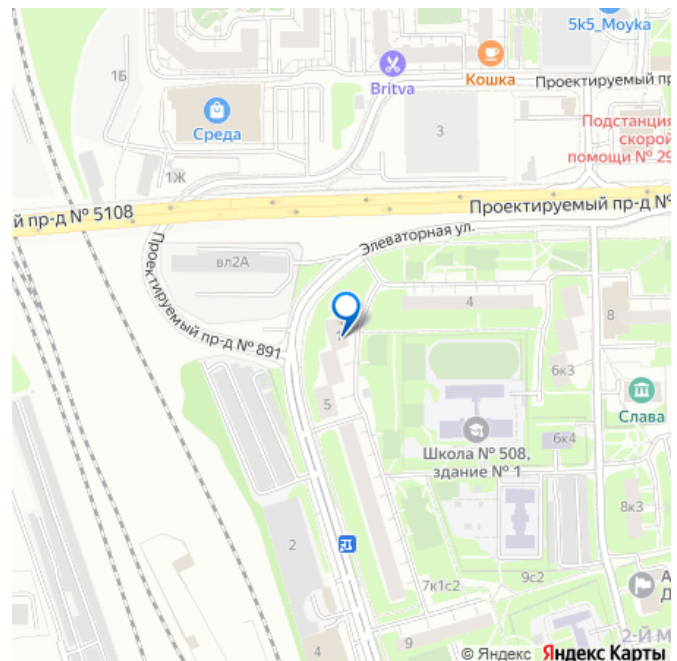 5k5_Moyka
1Б
Britva
Кошка
Проектируемый пр
Среда
3
Подстанция
скорой
помощи № 29
1Ж
й пр-д № 5108
Проектируемый пр-д №
Элеваторная ул.
вл2А
Проектируемый пр-д № 891
4
8
6к3
5
Слава
Школа № 508,
здание № 1
6к4
8к3
2
7к1с2
9с2
А
Д
2-й М
9
4
© Яндекс Яндекс Карты